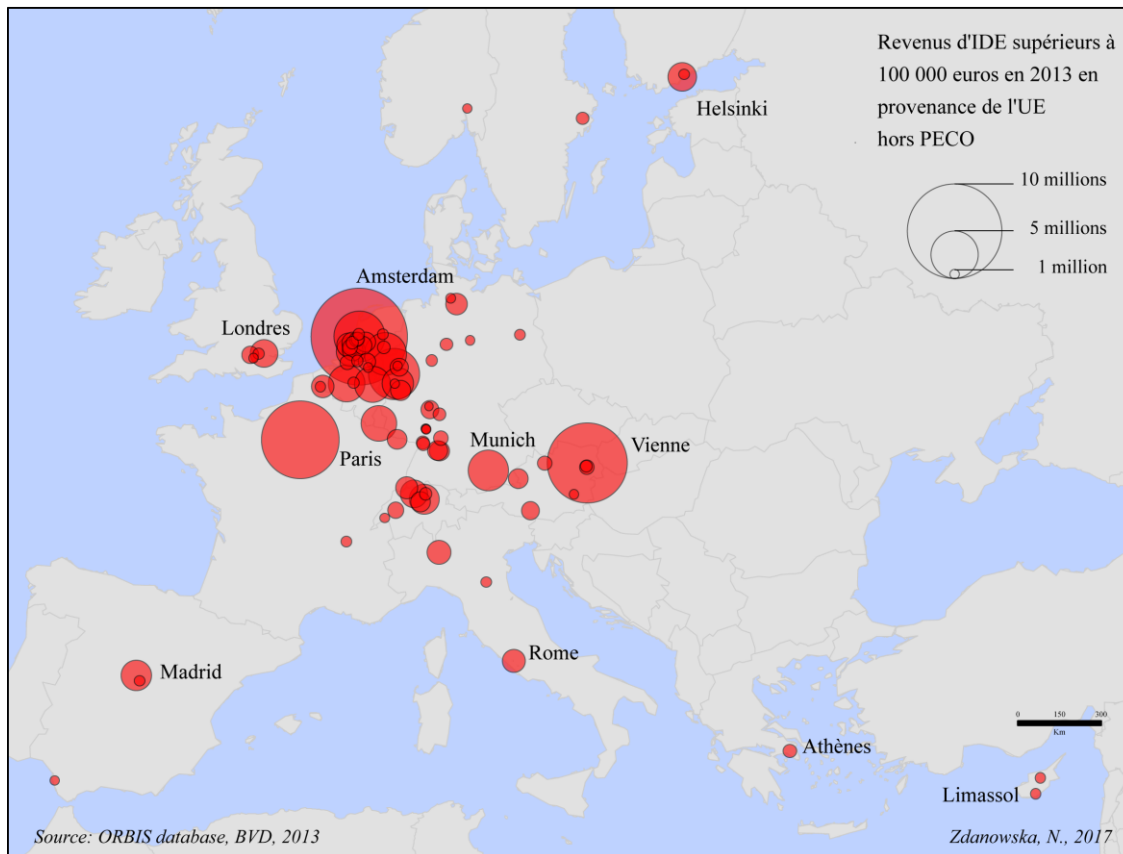 Revenus d'IDE supérieurs à
100 000 euros en 2013 en
provenance de l'UE
hors PECO
10 millions
5 millions
1 million
Helsinki
Amsterdam
Londres
Paris
Munich
Vienne
Madrid
Rome
Athènes
Limassol
0 150 300
Km
Source: ORBIS database, BVD, 2013
Zdanowska, N., 2017